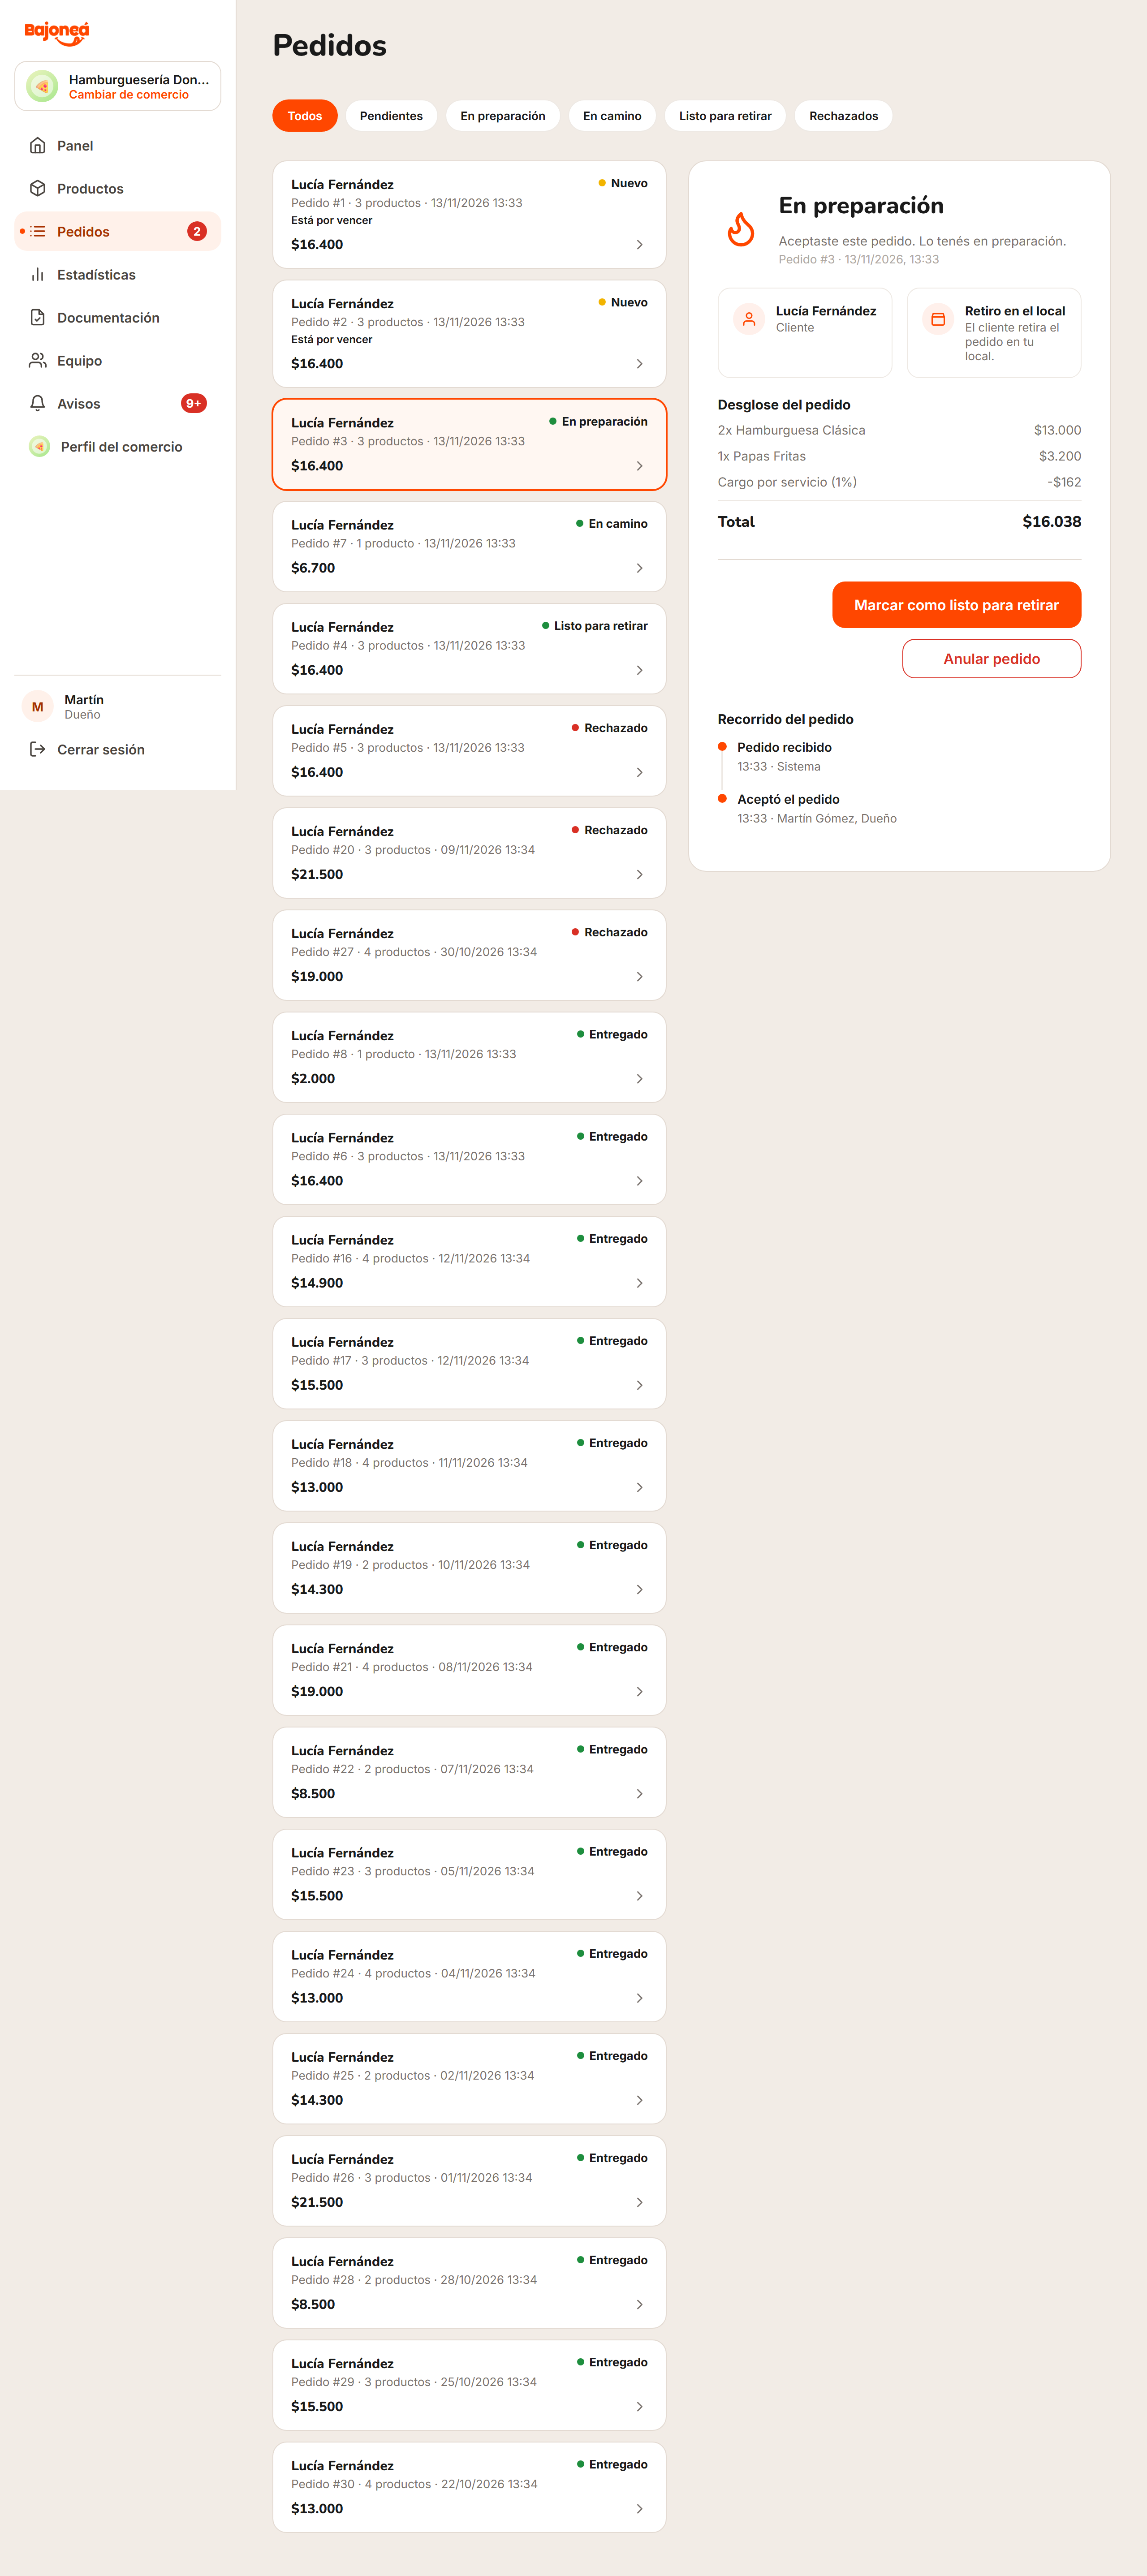 Bajoneá
Hamburguesería Don...
Cambiar de comercio
Panel
Productos
Pedidos 2
Estadísticas
Documentación
Equipo
Avisos 9+
Perfil del comercio
M
Martín
Dueño
Cerrar sesión
Pedidos
Todos Pendientes En preparación En camino Listo para retirar Rechazados
Lucía Fernández Nuevo
Pedido #1 · 3 productos · 13/11/2026 13:33
Está por vencer
$16.400
Lucía Fernández Nuevo
Pedido #2 · 3 productos · 13/11/2026 13:33
Está por vencer
$16.400
Lucía Fernández En preparación
Pedido #3 · 3 productos · 13/11/2026 13:33
$16.400
Lucía Fernández En camino
Pedido #7 · 1 producto · 13/11/2026 13:33
$6.700
Lucía Fernández Listo para retirar
Pedido #4 · 3 productos · 13/11/2026 13:33
$16.400
Lucía Fernández Rechazado
Pedido #5 · 3 productos · 13/11/2026 13:33
$16.400
Lucía Fernández Rechazado
Pedido #20 · 3 productos · 09/11/2026 13:34
$21.500
Lucía Fernández Rechazado
Pedido #27 · 4 productos · 30/10/2026 13:34
$19.000
Lucía Fernández Entregado
Pedido #8 · 1 producto · 13/11/2026 13:33
$2.000
Lucía Fernández Entregado
Pedido #6 · 3 productos · 13/11/2026 13:33
$16.400
Lucía Fernández Entregado
Pedido #16 · 4 productos · 12/11/2026 13:34
$14.900
Lucía Fernández Entregado
Pedido #17 · 3 productos · 12/11/2026 13:34
$15.500
Lucía Fernández Entregado
Pedido #18 · 4 productos · 11/11/2026 13:34
$13.000
Lucía Fernández Entregado
Pedido #19 · 2 productos · 10/11/2026 13:34
$14.300
Lucía Fernández Entregado
Pedido #21 · 4 productos · 08/11/2026 13:34
$19.000
Lucía Fernández Entregado
Pedido #22 · 2 productos · 07/11/2026 13:34
$8.500
Lucía Fernández Entregado
Pedido #23 · 3 productos · 05/11/2026 13:34
$15.500
Lucía Fernández Entregado
Pedido #24 · 4 productos · 04/11/2026 13:34
$13.000
Lucía Fernández Entregado
Pedido #25 · 2 productos · 02/11/2026 13:34
$14.300
Lucía Fernández Entregado
Pedido #26 · 3 productos · 01/11/2026 13:34
$21.500
Lucía Fernández Entregado
Pedido #28 · 2 productos · 28/10/2026 13:34
$8.500
Lucía Fernández Entregado
Pedido #29 · 3 productos · 25/10/2026 13:34
$15.500
Lucía Fernández Entregado
Pedido #30 · 4 productos · 22/10/2026 13:34
$13.000
En preparación
Aceptaste este pedido. Lo tenés en preparación.
Pedido #3 · 13/11/2026, 13:33
Lucía Fernández
Cliente
Retiro en el local
El cliente retira el
pedido en tu
local.
Desglose del pedido
2x Hamburguesa Clásica $13.000
1x Papas Fritas $3.200
Cargo por servicio (1%) -$162
Total $16.038
Marcar como listo para retirar
Anular pedido
Recorrido del pedido
Pedido recibido
13:33 · Sistema
Aceptó el pedido
13:33 · Martín Gómez, Dueño